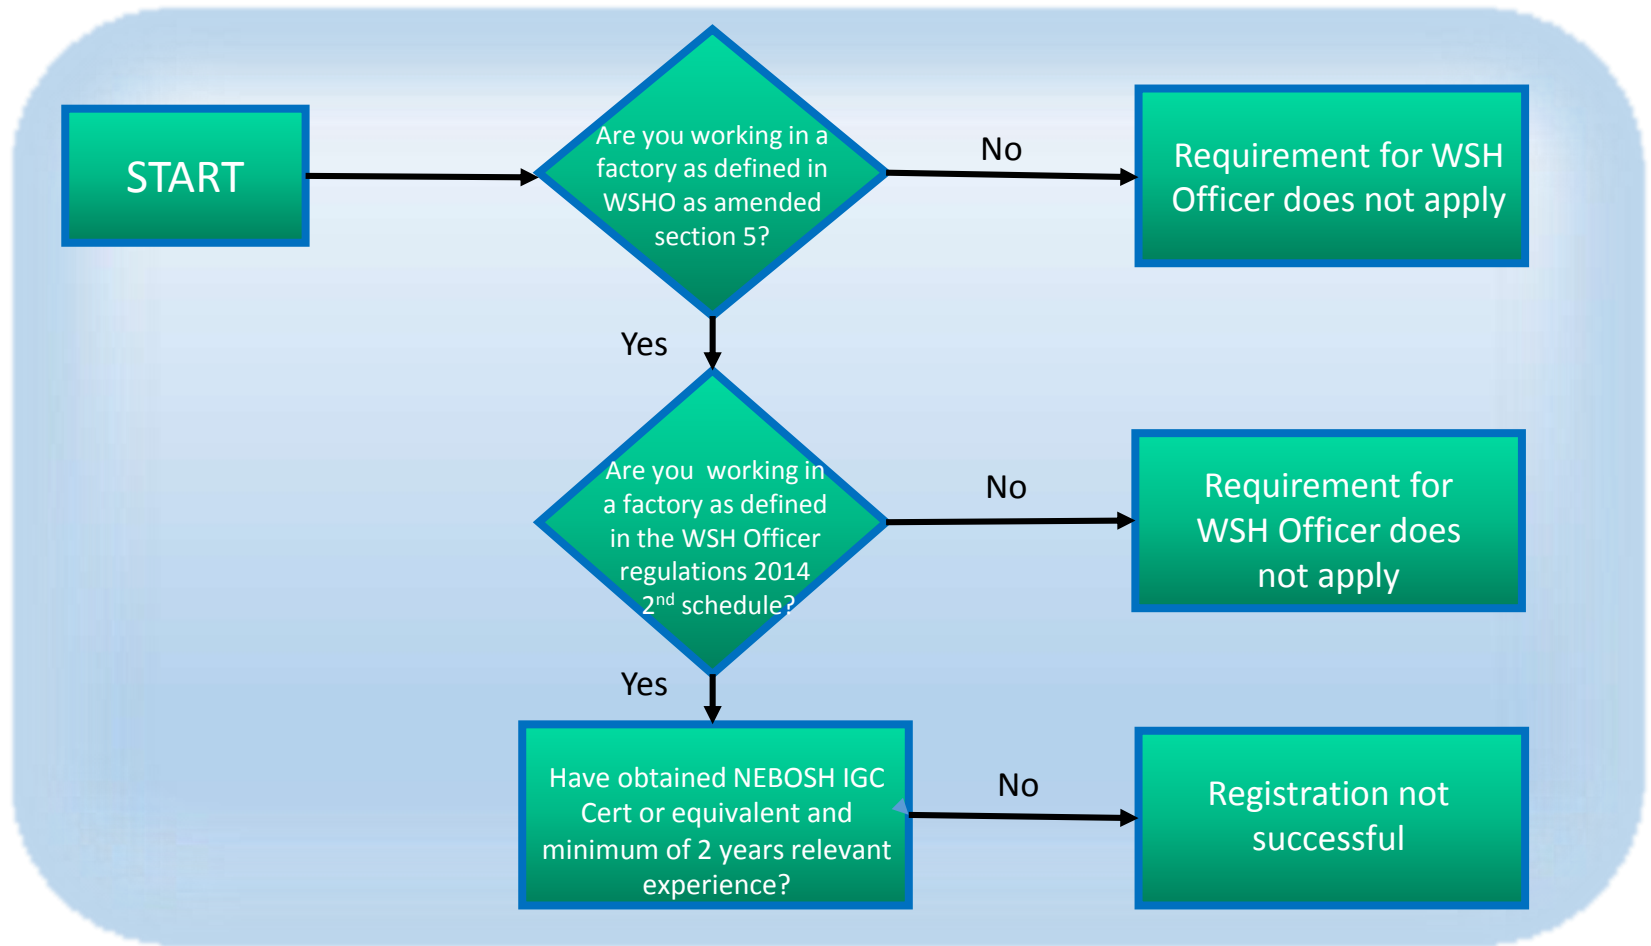 START
Are you working in a
factory as defined in
WSHO as amended
section 5?
No
Requirement for WSH
Officer does not apply
Yes
Are you  working in
a factory as defined
in the WSH Officer
regulations 2014
2nd schedule?
No
Requirement for
WSH Officer does
not apply
Yes
Have obtained NEBOSH IGC
Cert or equivalent and
minimum of 2 years relevant
experience?
No
Registration not
successful